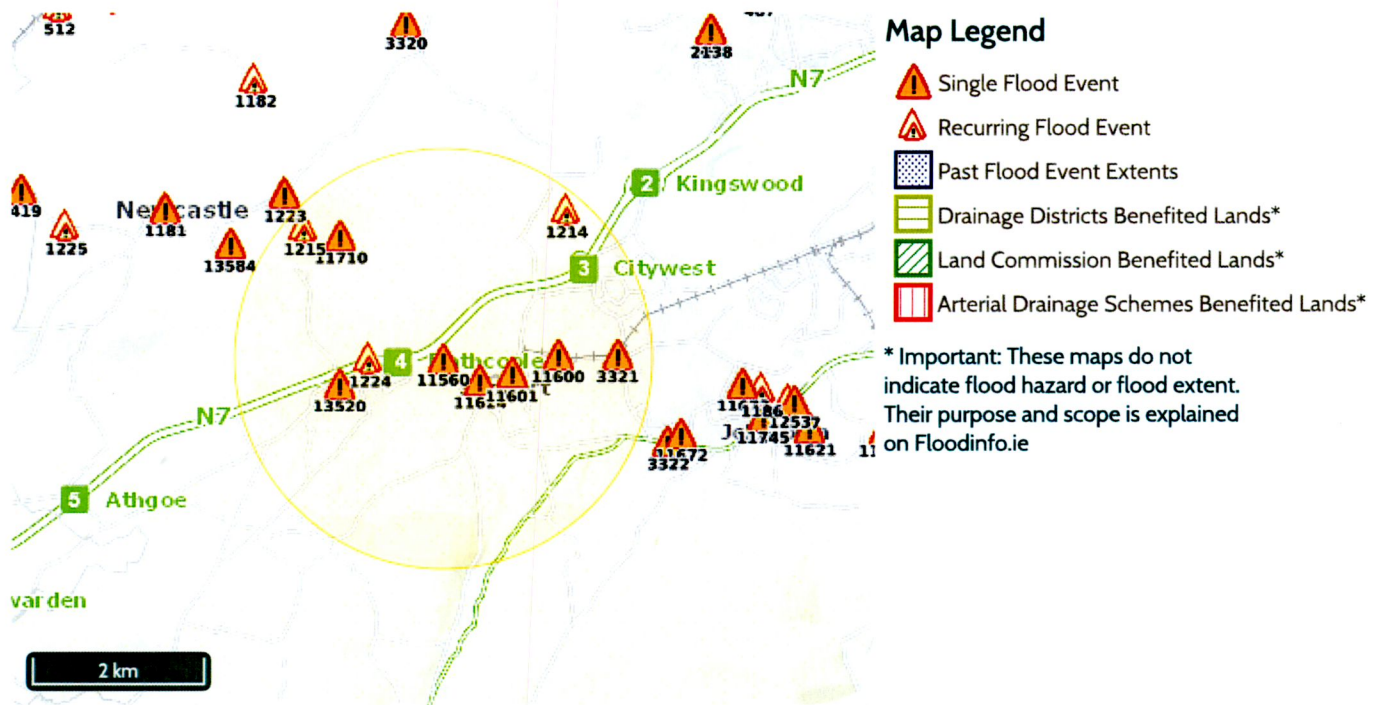 512
3320
2138
N7
1182
2
Kingswood
419
1225
1181
1223
13584
1215
11710
1214
3
Citywest
1224
4
13520
11560
11601
11600
3321
N7
1186
12537
11621
3322
11672
5
Athgoe
varden
2 km
Map Legend
Single Flood Event
Recurring Flood Event
Past Flood Event Extents
Drainage Districts Benefited Lands*
Land Commission Benefited Lands*
Arterial Drainage Schemes Benefited Lands*
* Important: These maps do not
indicate flood hazard or flood extent.
Their purpose and scope is explained
on Floodinfo.ie